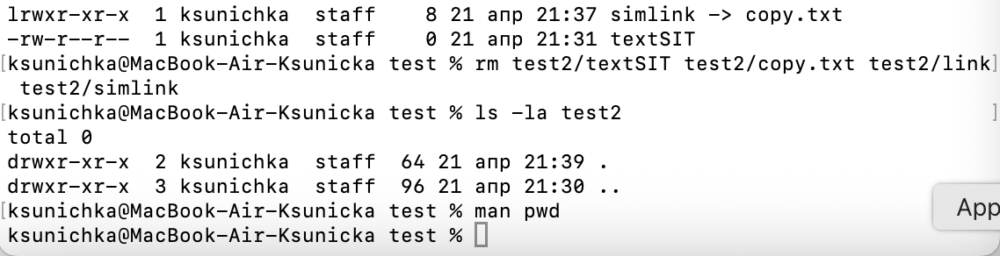 lrwxr-xr-x  1 ksunichka  staff    8 21 апр 21:37 simlink -> copy.txt
-rw-r--r--  1 ksunichka  staff    0 21 апр 21:31 textSIT
[ksunichka@MacBook-Air-Ksunicka test % rm test2/textSIT test2/copy.txt test2/link]
 test2/simlink
[ksunichka@MacBook-Air-Ksunicka test % ls -la test2 ]
total 0
drwxr-xr-x  2 ksunichka  staff  64 21 апр 21:39 .
drwxr-xr-x  3 ksunichka  staff  96 21 апр 21:30 ..
[ksunichka@MacBook-Air-Ksunicka test % man pwd
App
ksunichka@MacBook-Air-Ksunicka test %